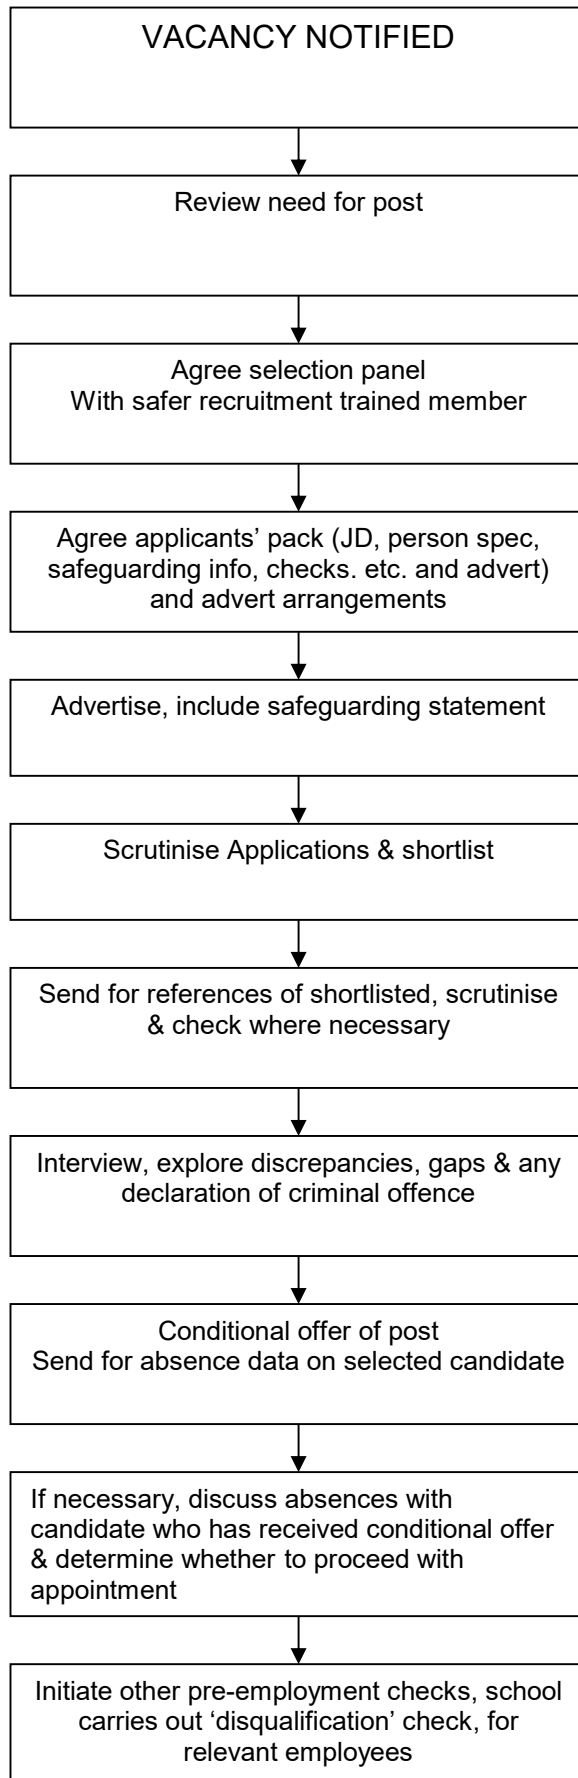 VACANCY NOTIFIED
Review need for post
Agree selection panel
With safer recruitment trained member
Agree applicants’ pack (JD, person spec,
safeguarding info, checks. etc. and advert)
and advert arrangements
Advertise, include safeguarding statement
Scrutinise Applications & shortlist
Send for references of shortlisted, scrutinise
& check where necessary
Interview, explore discrepancies, gaps & any
declaration of criminal offence
Conditional offer of post
Send for absence data on selected candidate
If necessary, discuss absences with
candidate who has received conditional offer
& determine whether to proceed with
appointment
Initiate other pre-employment checks, school
carries out ‘disqualification’ check, for
relevant employees